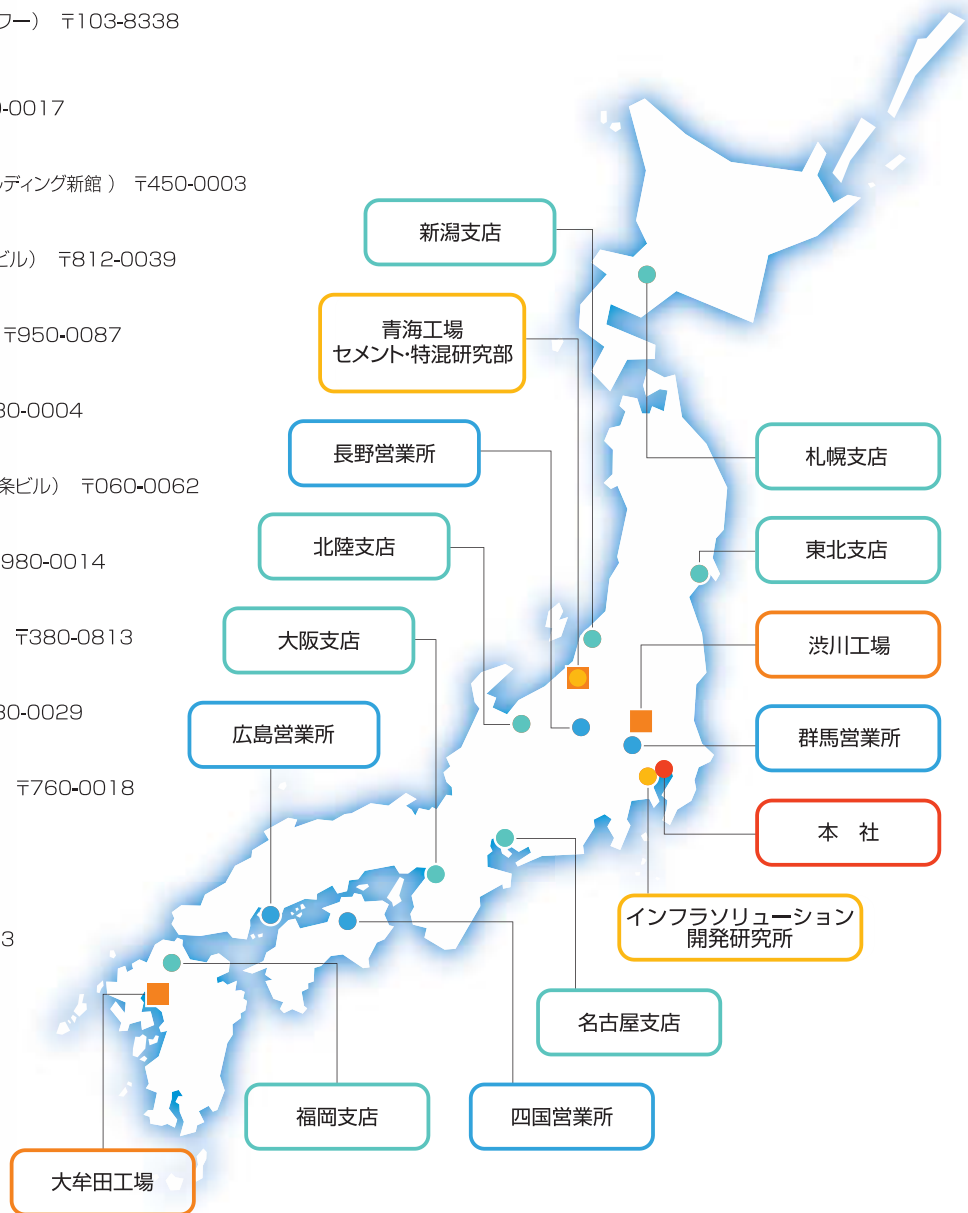 フー） 〒103-8338
-0017
ルディング新館 ） 〒450-0003
ビル） 〒812-0039
〒950-0087
30-0004
条ビル） 〒060-0062
980-0014
〒380-0813
30-0029
〒760-0018
3
新潟支店
青海工場
セメント・特混研究部
長野営業所
北陸支店
大阪支店
広島営業所
札幌支店
東北支店
渋川工場
群馬営業所
本　社
インフラソリューション
開発研究所
名古屋支店
福岡支店
四国営業所
大牟田工場